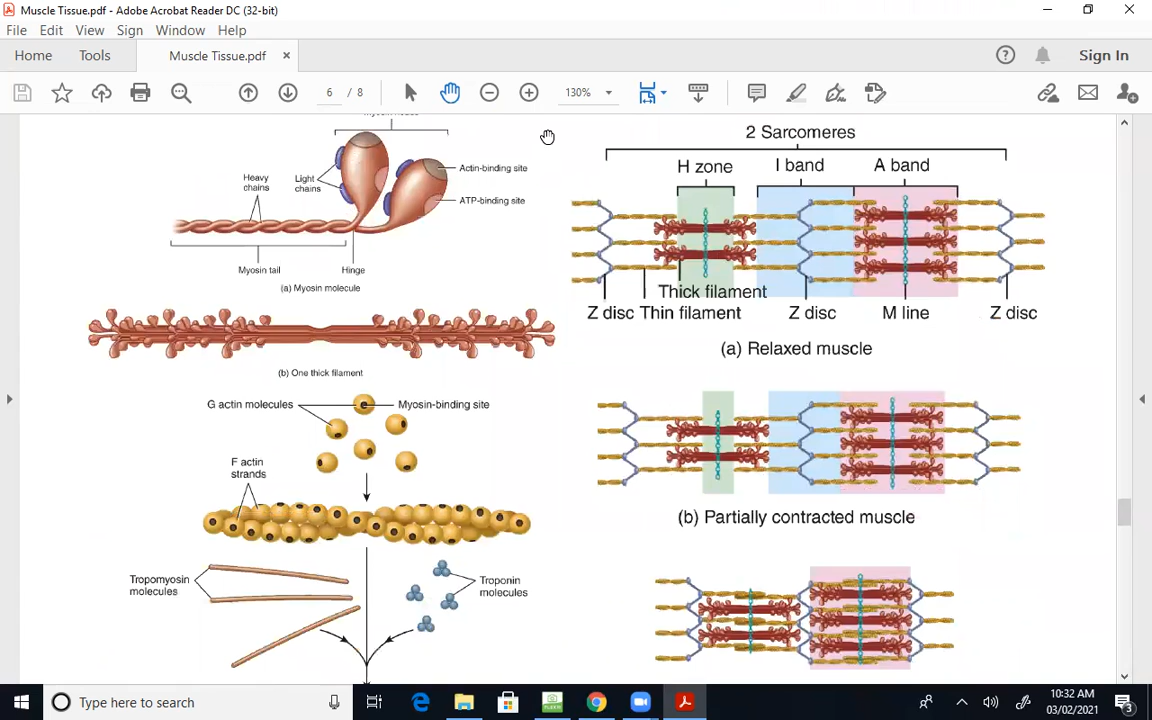 Muscle Tissue.pdf - Adobe Acrobat Reader DC (32-bit)
File Edit View Sign Window Help
Home Tools Muscle Tissue.pdf × Sign In
6 / 8 130%
Actin-binding site
Heavy chains
Light chains
ATP-binding site
Myosin tail
Hinge
(a) Myosin molecule
(b) One thick filament
G actin molecules
Myosin-binding site
F actin strands
Tropomyosin molecules
Troponin molecules
2 Sarcomeres
H zone I band A band
Thick filament
Z disc Thin filament Z disc M line Z disc
(a) Relaxed muscle
(b) Partially contracted muscle
Type here to search
10:32 AM
03/02/2021
3